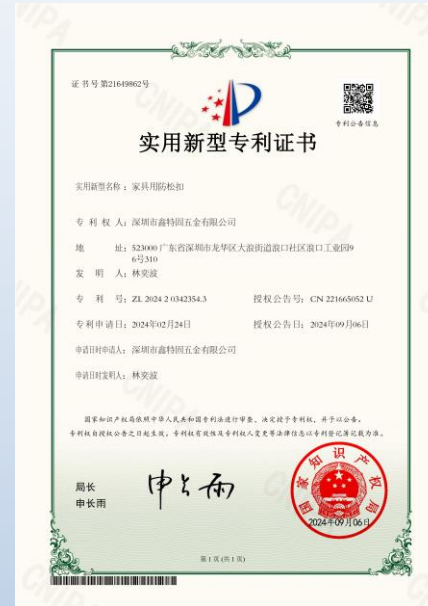 证书号第21649862号
专利公告信息
实用新型专利证书
实用新型名称：家具用防松扣
专利权人：深圳市鑫特固五金有限公司
地址：523000 广东省深圳市龙华区大浪街道浪口社区浪口工业园9
6号310
发明人：林奕波
专利号：ZL 2024 2 0342354.3 授权公告号：CN 221665052 U
专利申请日：2024年02月24日 授权公告日：2024年09月06日
申请日时申请人：深圳市鑫特固五金有限公司
申请日时发明人：林奕波
国家知识产权局依照中华人民共和国专利法进行审查，决定授予专利权，并予以公告。
专利权自授权公告之日起生效。专利权有效性及专利权人变更等法律信息以专利登记簿记载为准。
局长
申长雨
申长雨
国家知识产权局
2024年09月06日
第1页(共1页)
CNIPA